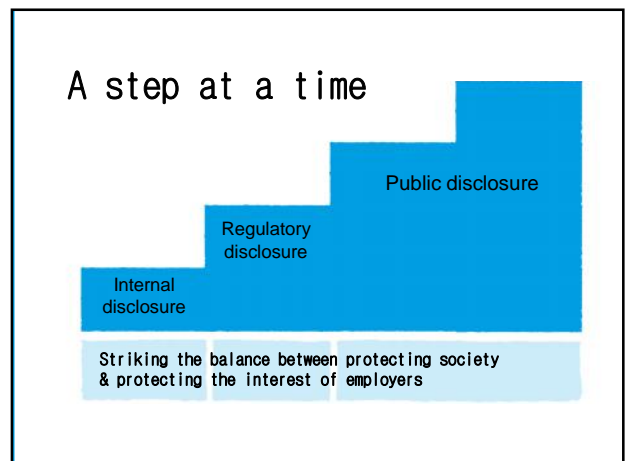 A step at a time
Public disclosure
Regulatory
disclosure
Internal
disclosure
Striking the balance between protecting society
& protecting the interest of employers